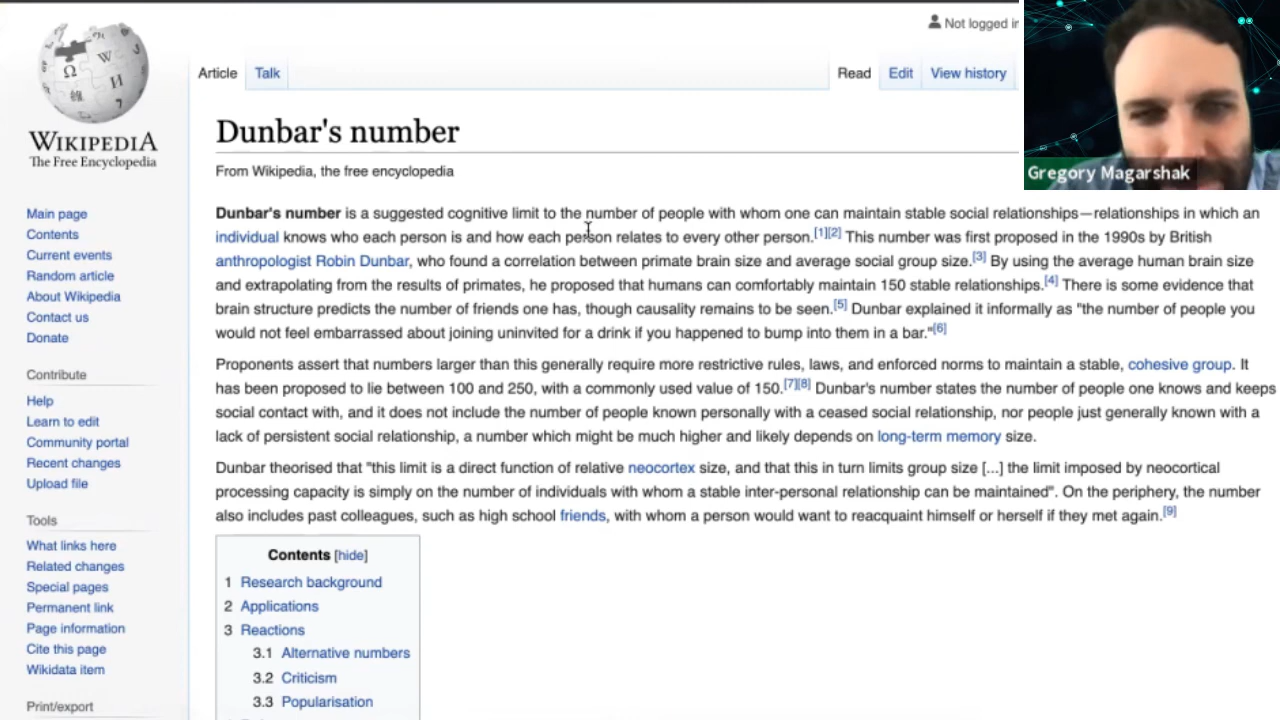 Not logged in
WIKIPEDIA
The Free Encyclopedia
Article
Talk
Read
Edit
View history
Gregory Magarshak
Dunbar's number
From Wikipedia, the free encyclopedia
Dunbar's number is a suggested cognitive limit to the number of people with whom one can maintain stable social relationships—relationships in which an
individual knows who each person is and how each person relates to every other person.[1][2] This number was first proposed in the 1990s by British
anthropologist Robin Dunbar, who found a correlation between primate brain size and average social group size.[3] By using the average human brain size
and extrapolating from the results of primates, he proposed that humans can comfortably maintain 150 stable relationships.[4] There is some evidence that
brain structure predicts the number of friends one has, though causality remains to be seen.[5] Dunbar explained it informally as "the number of people you
would not feel embarrassed about joining uninvited for a drink if you happened to bump into them in a bar."[6]
Proponents assert that numbers larger than this generally require more restrictive rules, laws, and enforced norms to maintain a stable, cohesive group. It
has been proposed to lie between 100 and 250, with a commonly used value of 150.[7][8] Dunbar's number states the number of people one knows and keeps
social contact with, and it does not include the number of people known personally with a ceased social relationship, nor people just generally known with a
lack of persistent social relationship, a number which might be much higher and likely depends on long-term memory size.
Dunbar theorised that "this limit is a direct function of relative neocortex size, and that this in turn limits group size [...] the limit imposed by neocortical
processing capacity is simply on the number of individuals with whom a stable inter-personal relationship can be maintained". On the periphery, the number
also includes past colleagues, such as high school friends, with whom a person would want to reacquaint himself or herself if they met again.[9]
Contents [hide]
1 Research background
2 Applications
3 Reactions
3.1 Alternative numbers
3.2 Criticism
3.3 Popularisation
Main page
Contents
Current events
Random article
About Wikipedia
Contact us
Donate
Contribute
Help
Learn to edit
Community portal
Recent changes
Upload file
Tools
What links here
Related changes
Special pages
Permanent link
Page information
Cite this page
Wikidata item
Print/export